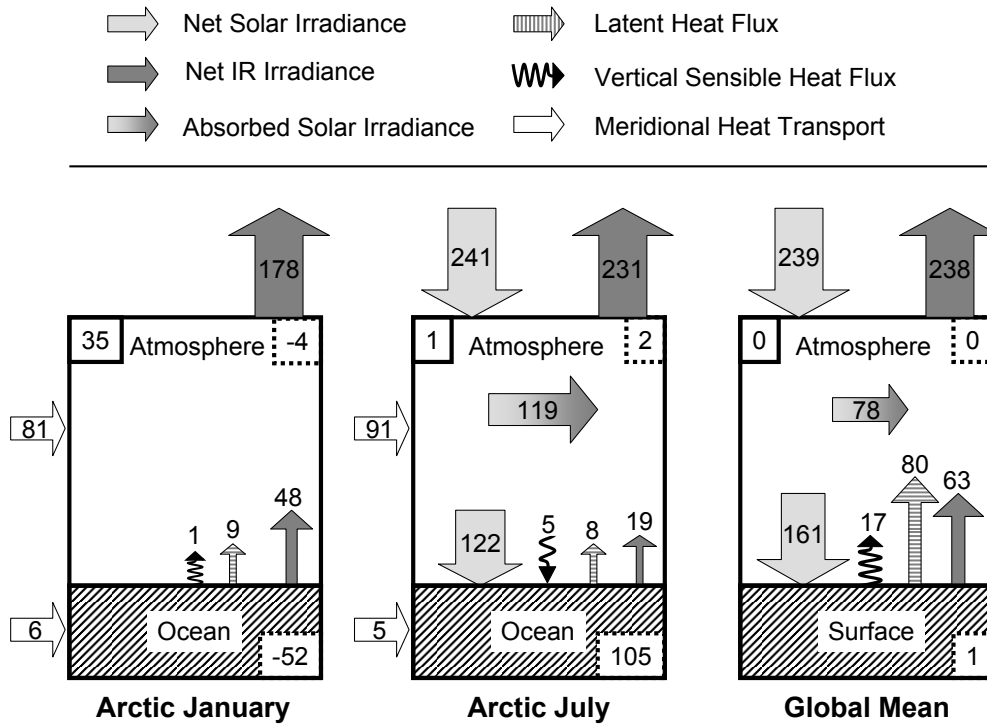 Net Solar Irradiance
Latent Heat Flux
Net IR Irradiance
Vertical Sensible Heat Flux
Absorbed Solar Irradiance
Meridional Heat Transport
178
241
231
239
238
35
Atmosphere
-4
1
Atmosphere
2
0
Atmosphere
0
81
91
119
78
48
1
9
122
5
8
19
161
17
80
63
6
Ocean
-52
5
Ocean
105
Surface
1
Arctic January
Arctic July
Global Mean